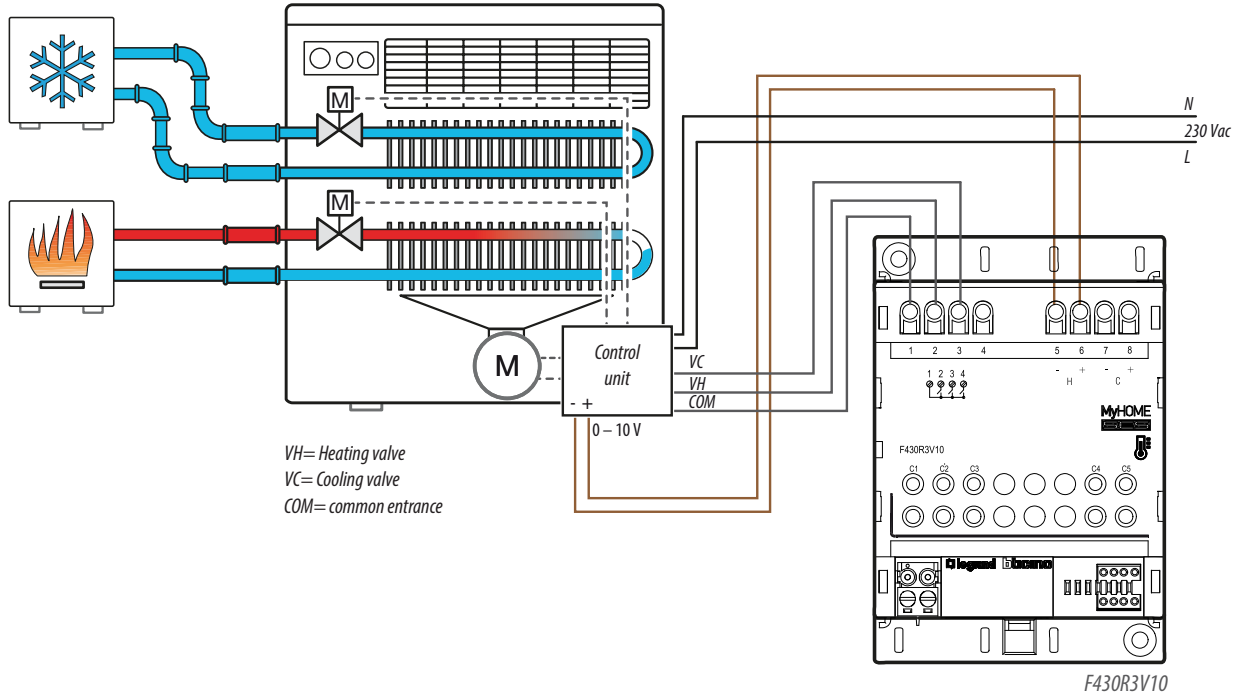 M
M
M
Control
unit
- +
0 – 10 V
VC
VH
COM
N
230 Vac
L
VH= Heating valve
VC= Cooling valve
COM= common entrance
1 2 3 4 5 6 7 8
- + - +
H C
1 2 3 4
MyHOME
SCS
F430R3V10
C1 C2 C3 C4 C5
legrand bticino
F430R3V10